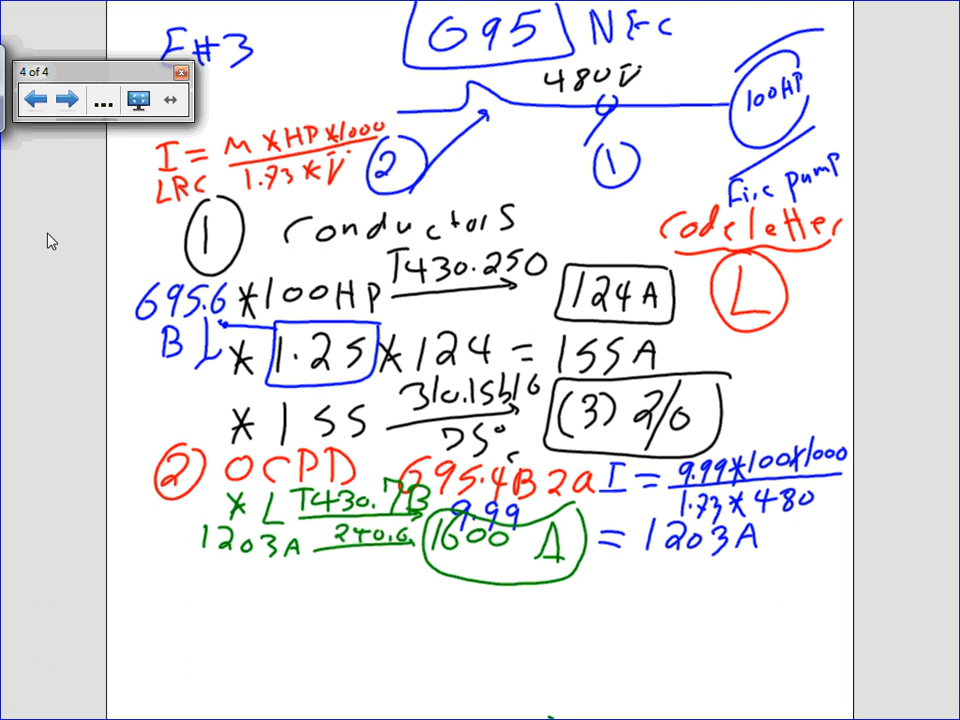 E#3
695 NEC
4 of 4
480V
100HP
I = M*HP*1000 / 1.73*V
LRC
2
1
Fire pump
1 Conductors
Code letter
L
695.6 *100HP T430.250 124A
B1
* 1.25 * 124 = 155A
* 155 310.15b16 75°C (3) 2/0
2 OCPD 695.4B2a I = 9.99*100*1000 / 1.73*480
* L T430.7B 9.99
1203A 240.6 1600 A = 1203A